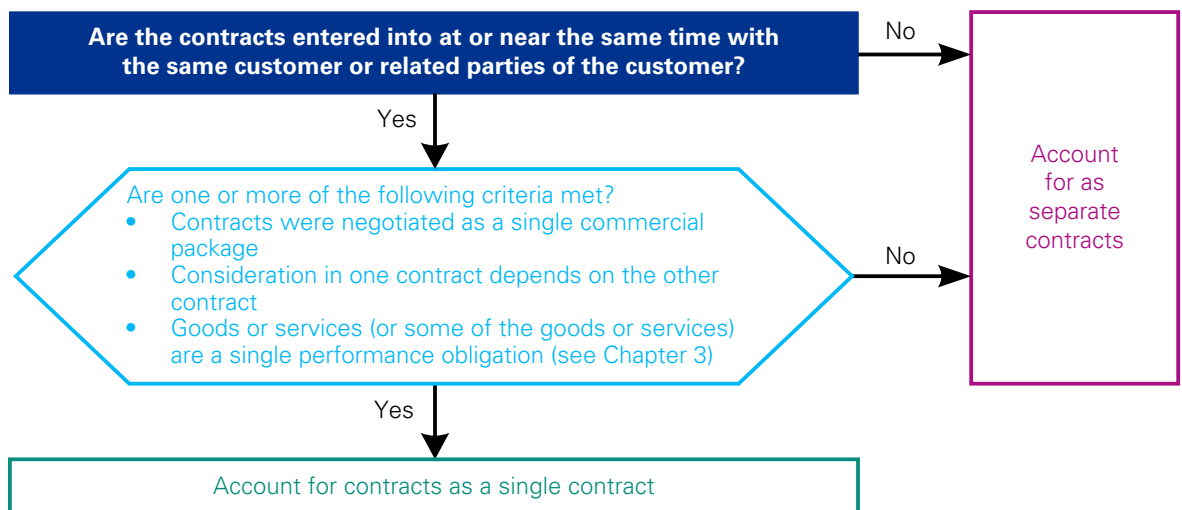 Are the contracts entered into at or near the same time with
the same customer or related parties of the customer?
No
Yes
Account
for as
separate
contracts
Are one or more of the following criteria met?
• Contracts were negotiated as a single commercial
package
• Consideration in one contract depends on the other
contract
• Goods or services (or some of the goods or services)
are a single performance obligation (see Chapter 3)
No
Yes
Account for contracts as a single contract